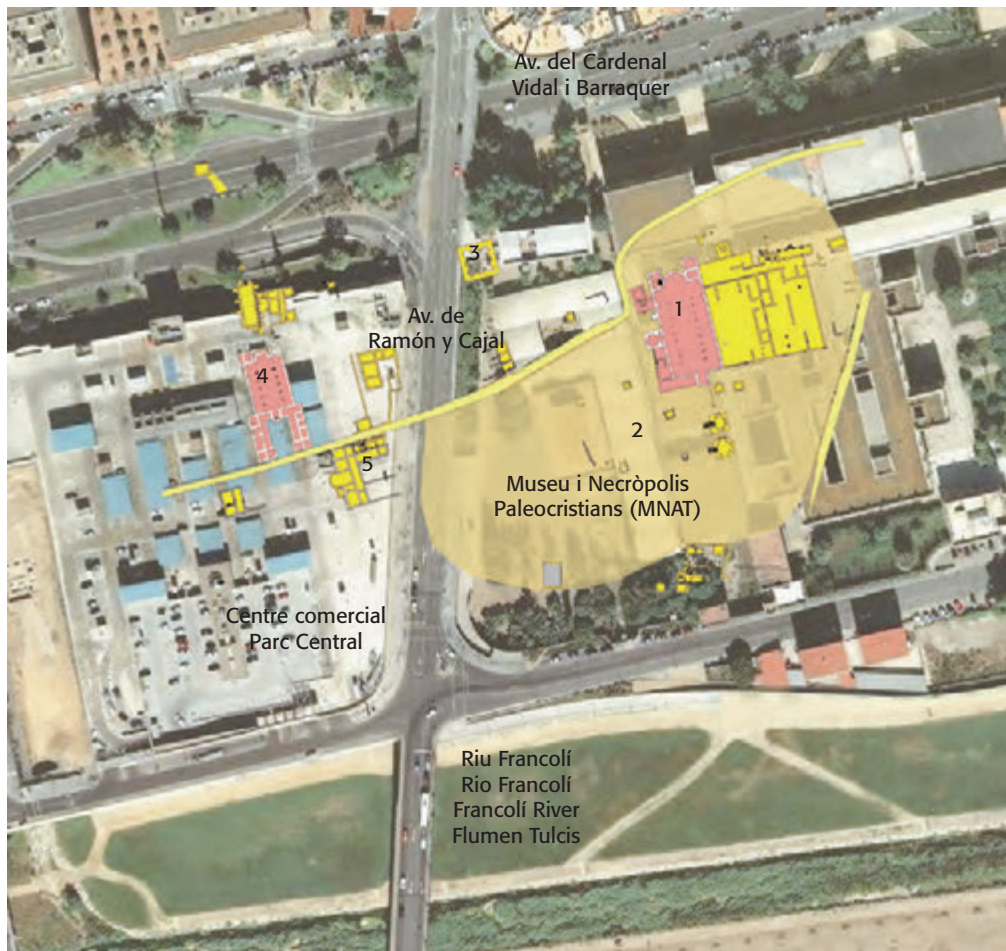 Av. del Cardenal
Vidal i Barraquer
3
1
Av. de
Ramón y Cajal
4
2
5
Museu i Necròpolis
Paleocristians (MNAT)
Centre comercial
Parc Central
Riu Francolí
Rio Francolí
Francolí River
Flumen Tulcis